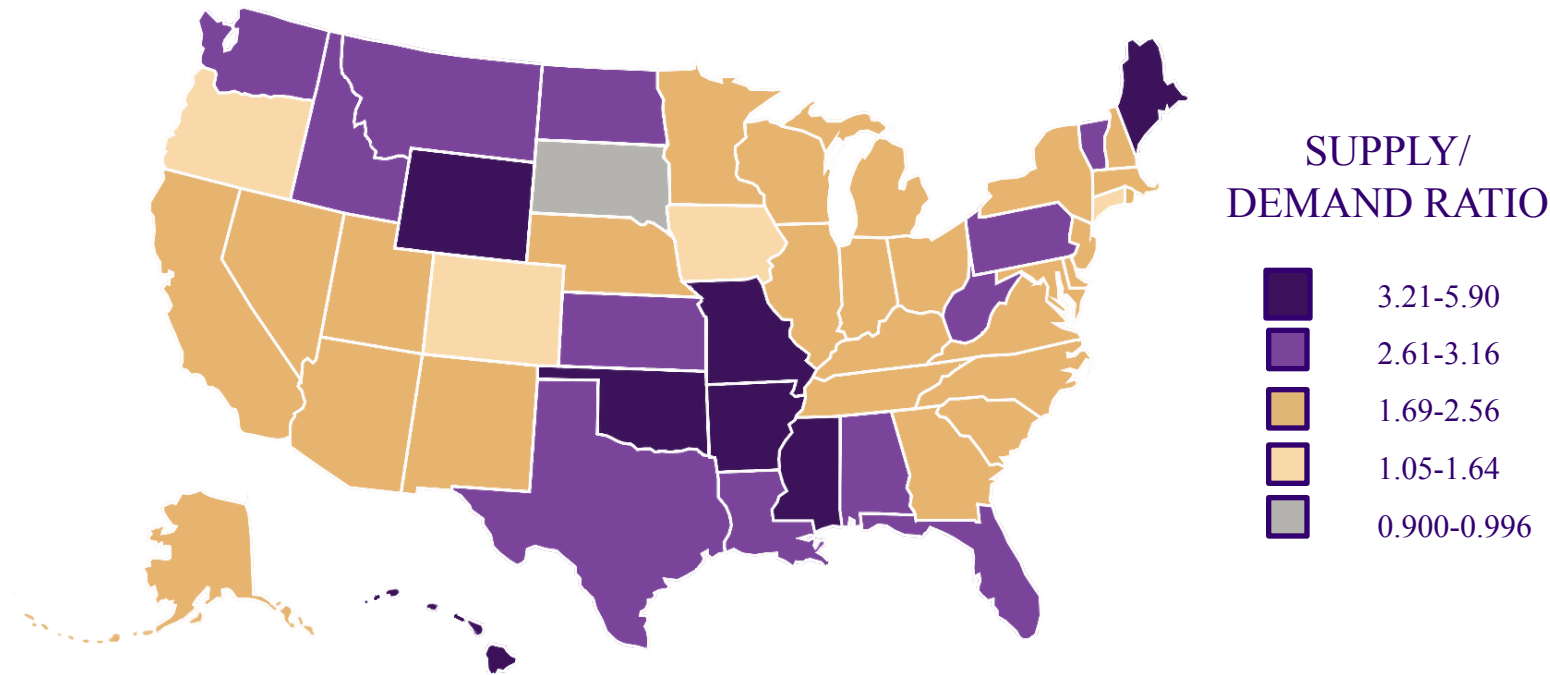 SUPPLY/
DEMAND RATIO
3.21-5.90
2.61-3.16
1.69-2.56
1.05-1.64
0.900-0.996